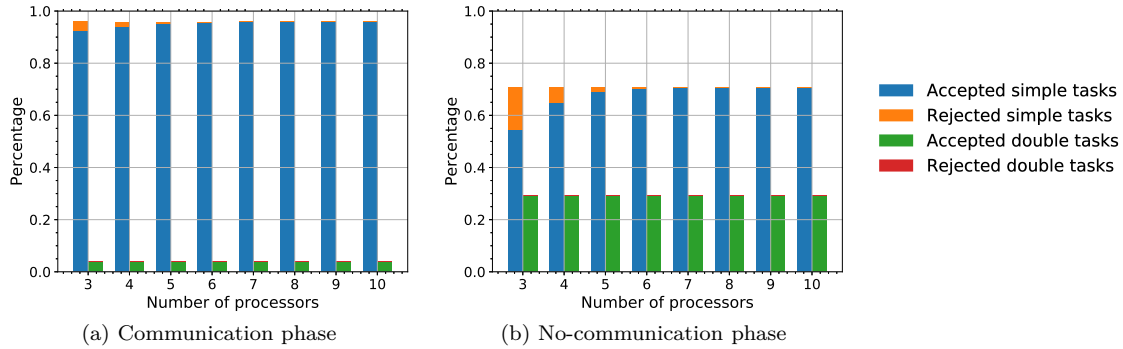 1.0
0.8
0.6
0.4
0.2
0.0
Percentage
3 4 5 6 7 8 9 10
Number of processors
(a) Communication phase
1.0
0.8
0.6
0.4
0.2
0.0
Percentage
3 4 5 6 7 8 9 10
Number of processors
(b) No-communication phase
Accepted simple tasks
Rejected simple tasks
Accepted double tasks
Rejected double tasks